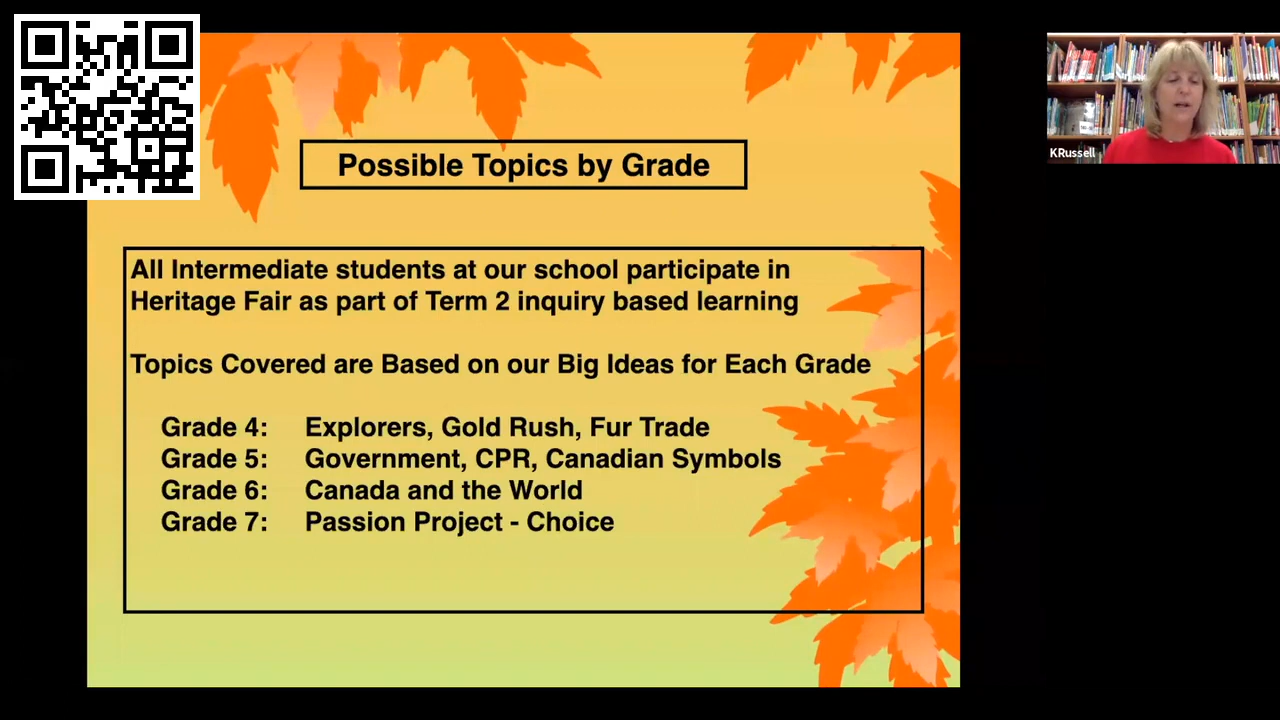 Possible Topics by Grade
KRussell
All Intermediate students at our school participate in
Heritage Fair as part of Term 2 inquiry based learning
Topics Covered are Based on our Big Ideas for Each Grade
Grade 4: Explorers, Gold Rush, Fur Trade
Grade 5: Government, CPR, Canadian Symbols
Grade 6: Canada and the World
Grade 7: Passion Project - Choice